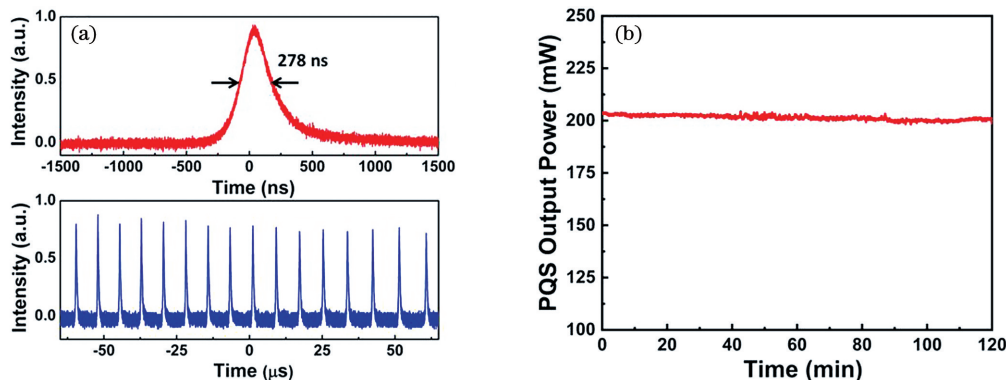 (a)
278 ns
Intensity (a.u.)
1.0
0.5
0.0
-1500 -1000 -500 0 500 1000 1500
Time (ns)
Intensity (a.u.)
1.0
0.5
0.0
-50 -25 0 25 50
Time (μs)
(b)
PQS Output Power (mW)
250
225
200
175
150
125
100
0 20 40 60 80 100 120
Time (min)